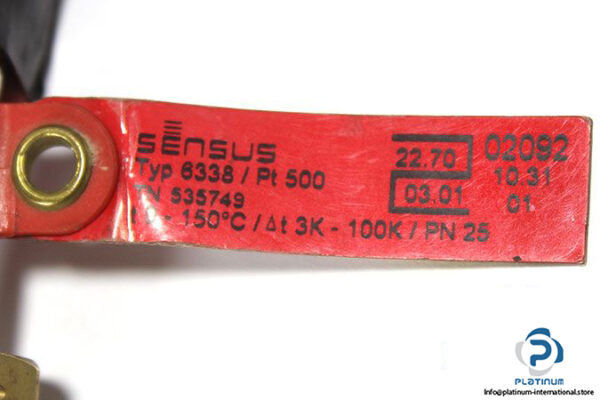 SENSUS
Typ 6338 / Pt 500
TN 535749
t 0 - 150°C / Δt 3K - 100K / PN 25
22.70
03.01
02092
10.31
01
PLATINUM
Info@platinum-international.store